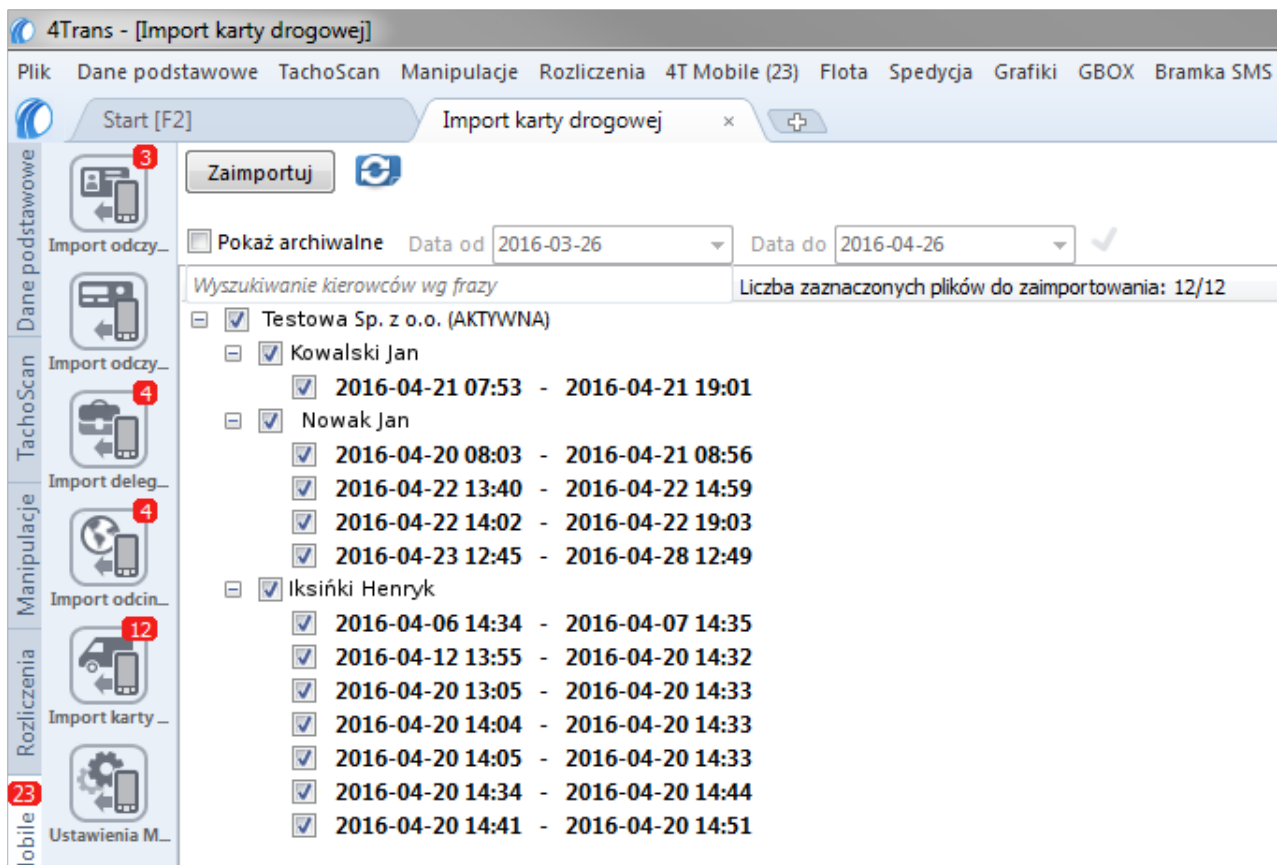 4Trans - [Import karty drogowej]
Plik Dane podstawowe TachoScan Manipulacje Rozliczenia 4T Mobile (23) Flota Spedycja Grafiki GBOX Bramka SMS
Start [F2] Import karty drogowej
Zaimportuj
Pokaż archiwalne Data od 2016-03-26 Data do 2016-04-26
Wyszukiwanie kierowców wg frazy Liczba zaznaczonych plików do zaimportowania: 12/12
Testowa Sp. z o.o. (AKTYWNA)
Kowalski Jan
2016-04-21 07:53 - 2016-04-21 19:01
Nowak Jan
2016-04-20 08:03 - 2016-04-21 08:56
2016-04-22 13:40 - 2016-04-22 14:59
2016-04-22 14:02 - 2016-04-22 19:03
2016-04-23 12:45 - 2016-04-28 12:49
Iksińki Henryk
2016-04-06 14:34 - 2016-04-07 14:35
2016-04-12 13:55 - 2016-04-20 14:32
2016-04-20 13:05 - 2016-04-20 14:33
2016-04-20 14:04 - 2016-04-20 14:33
2016-04-20 14:05 - 2016-04-20 14:33
2016-04-20 14:34 - 2016-04-20 14:44
2016-04-20 14:41 - 2016-04-20 14:51
3
Import odczy...
Import odczy...
4
Import deleg...
4
Import odcin...
12
Import karty ...
Ustawienia M...
Dane podstawowe
TachoScan
Manipulacje
Rozliczenia
23